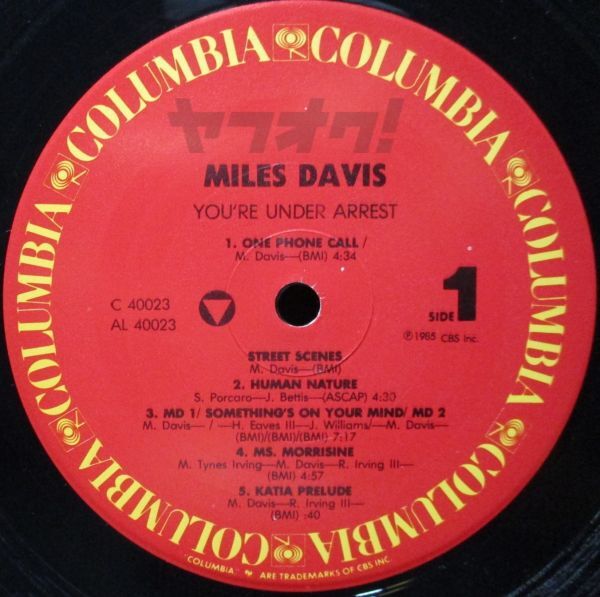 COLUMBIA COLUMBIA COLUMBIA COLUMBIA COLUMBIA COLUMBIA COLUMBIA COLUMBIA
ヤフオク!
MILES DAVIS
YOU'RE UNDER ARREST
1. ONE PHONE CALL /
M. Davis—(BMI) 4:34
C 40023
AL 40023
SIDE 1
℗1985 CBS Inc.
STREET SCENES
M. Davis—(BMI)
2. HUMAN NATURE
S. Porcaro—J. Bettis—(ASCAP) 4:30
3. MD 1/ SOMETHING'S ON YOUR MIND/ MD 2
M. Davis— / —H. Eaves III—J. Williams/—M. Davis—
(BMI)/(BMI)/(BMI) 7:17
4. MS. MORRISINE
M. Tynes Irving—M. Davis—R. Irving III—
(BMI) 4:57
5. KATIA PRELUDE
M. Davis—R. Irving III—
(BMI) :40
"COLUMBIA," ARE TRADEMARKS OF CBS INC.